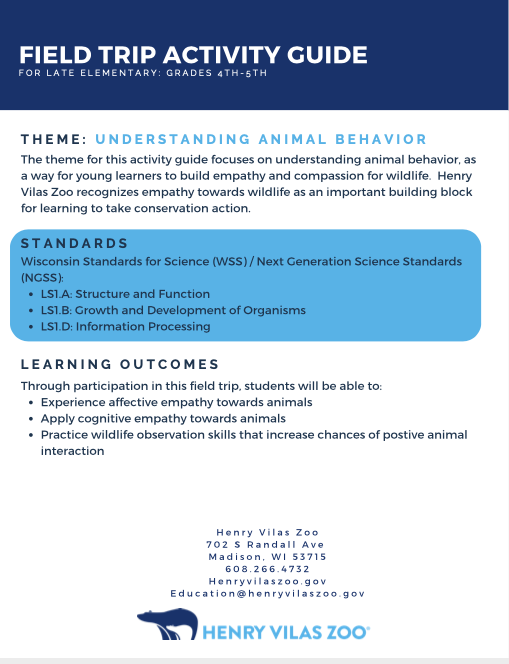 FIELD TRIP ACTIVITY GUIDE
FOR LATE ELEMENTARY: GRADES 4TH-5TH
THEME: UNDERSTANDING ANIMAL BEHAVIOR
The theme for this activity guide focuses on understanding animal behavior, as
a way for young learners to build empathy and compassion for wildlife.  Henry
Vilas Zoo recognizes empathy towards wildlife as an important building block
for learning to take conservation action.
STANDARDS
Wisconsin Standards for Science (WSS) / Next Generation Science Standards
(NGSS):
• LS1.A: Structure and Function
• LS1.B: Growth and Development of Organisms
• LS1.D: Information Processing
LEARNING OUTCOMES
Through participation in this field trip, students will be able to:
• Experience affective empathy towards animals
• Apply cognitive empathy towards animals
• Practice wildlife observation skills that increase chances of postive animal
interaction
Henry Vilas Zoo
702 S Randall Ave
Madison, WI 53715
608.266.4732
Henryvilaszoo.gov
Education@henryvilaszoo.gov
HENRY VILAS ZOO®